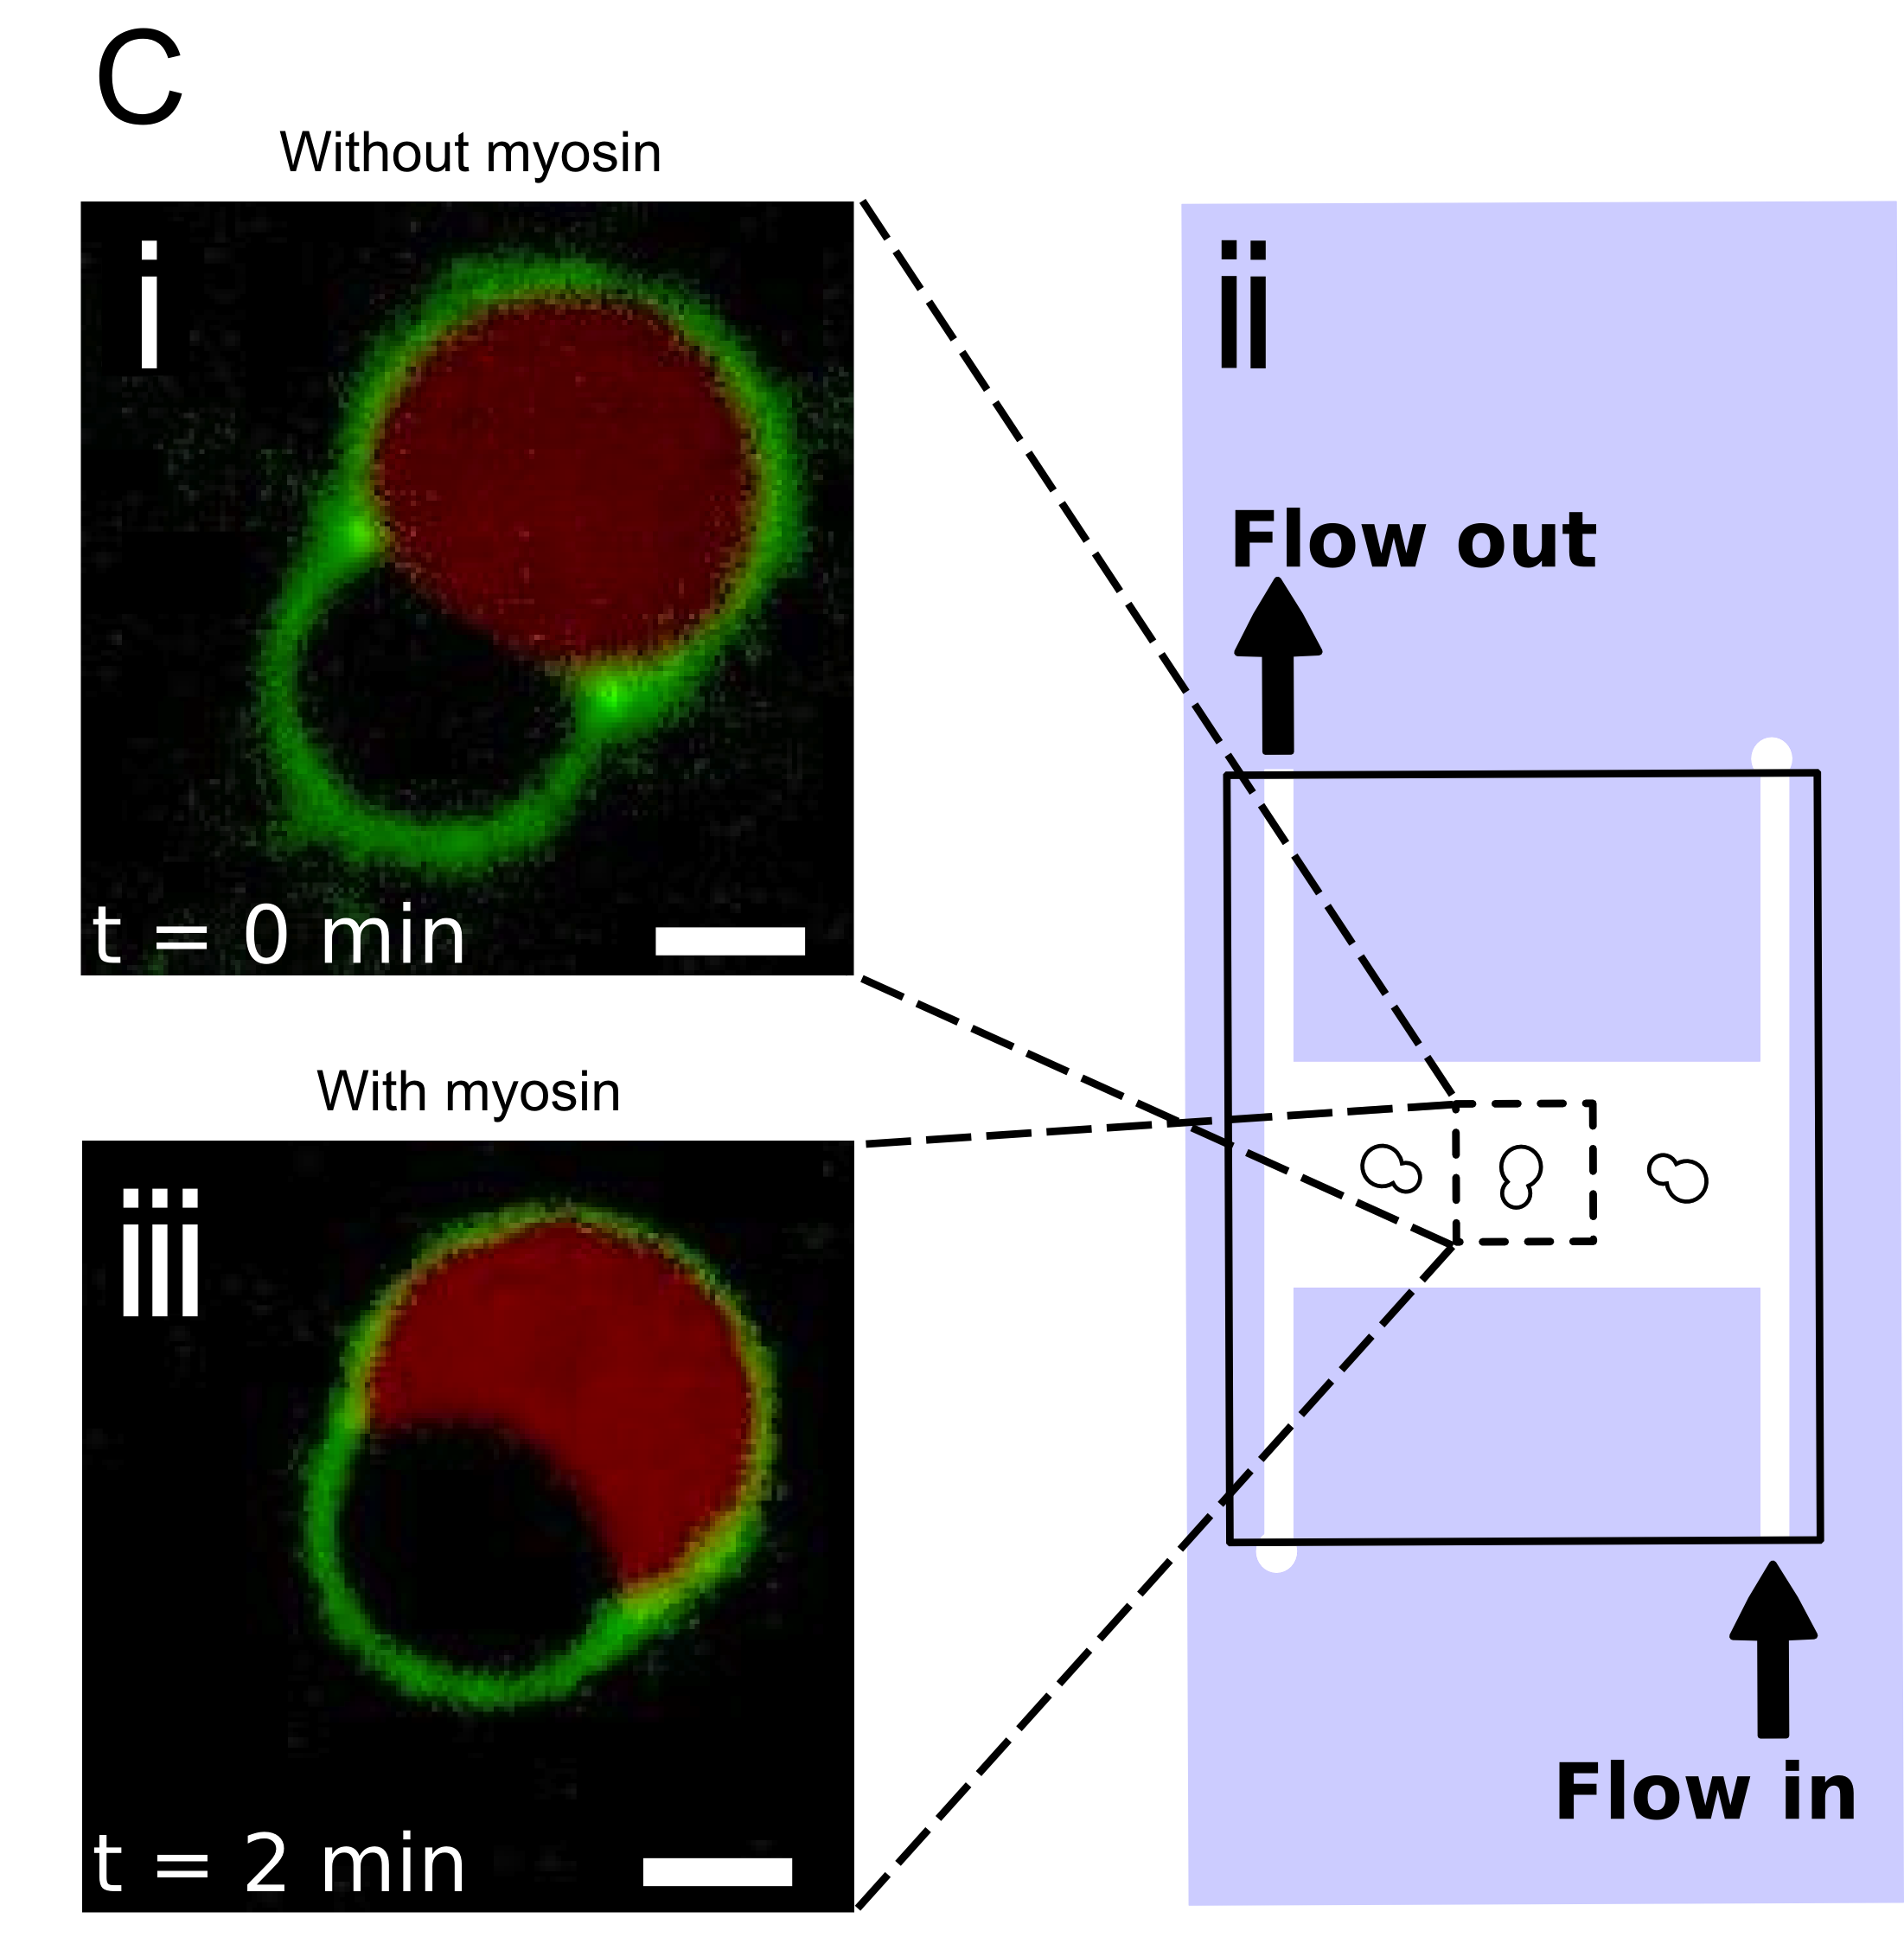 C
Without myosin
i
t = 0 min
ii
Flow out
With myosin
iii
t = 2 min
Flow in